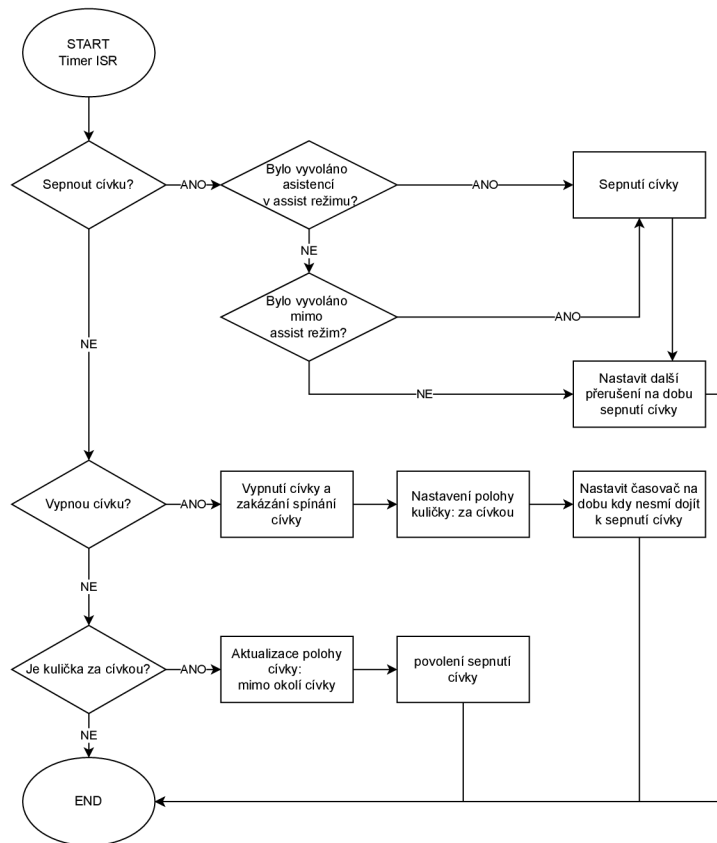 START
Timer ISR
Sepnout cívku?
ANO
Bylo vyvoláno
asistencí
v assist režimu?
ANO
Sepnutí cívky
NE
Bylo vyvoláno
mimo
assist režim?
ANO
NE
NE
Nastavit další
přerušení na dobu
sepnutí cívky
Vypnou cívku?
ANO
Vypnutí cívky a
zakázání spínání
cívky
Nastavení polohy
kuličky: za cívkou
Nastavit časovač na
dobu kdy nesmí dojít
k sepnutí cívky
NE
Je kulička za cívkou?
ANO
Aktualizace polohy
cívky:
mimo okolí cívky
povolení sepnutí
cívky
NE
END